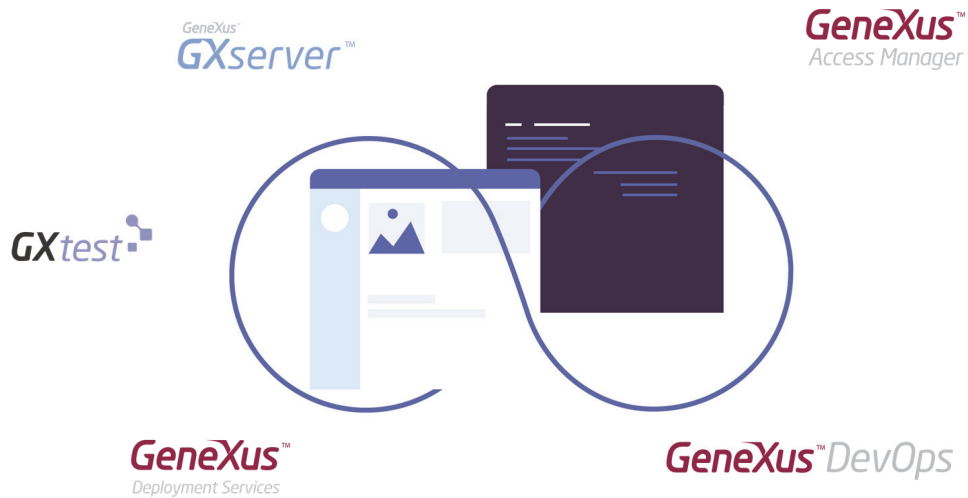 GeneXus™
GXserver™
GeneXus™
Access Manager
GXtest
GeneXus™
Deployment Services
GeneXus™ DevOps